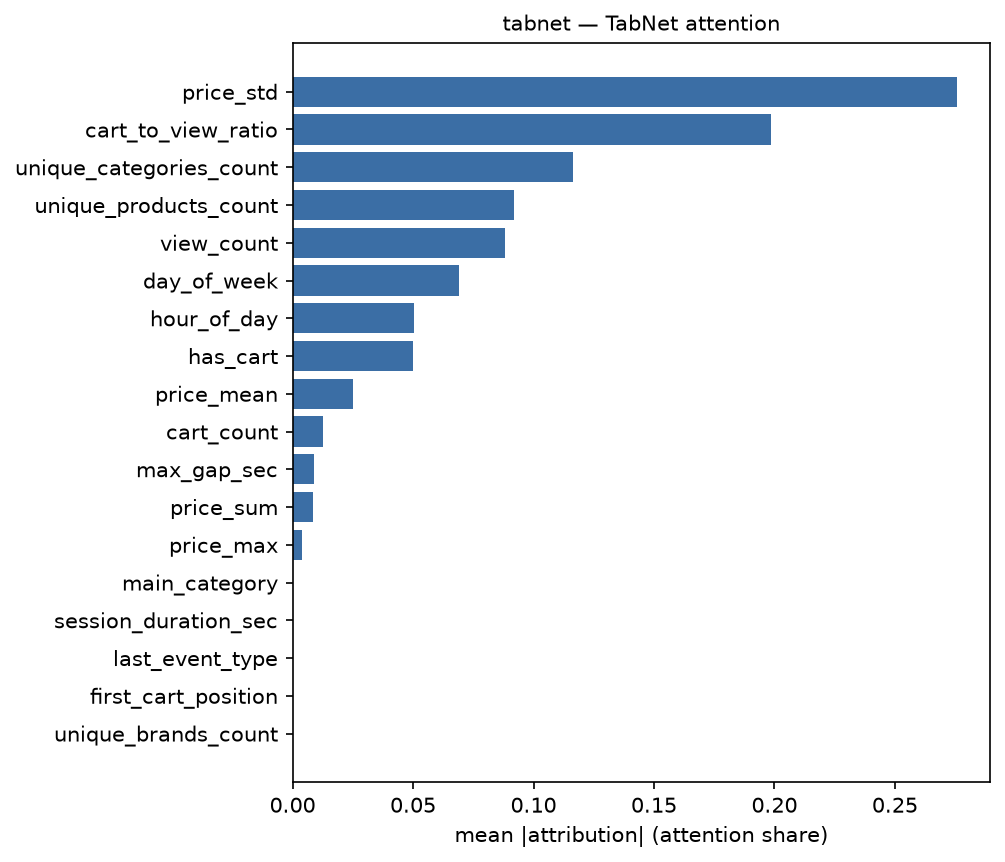 tabnet — TabNet attention
price_std
cart_to_view_ratio
unique_categories_count
unique_products_count
view_count
day_of_week
hour_of_day
has_cart
price_mean
cart_count
max_gap_sec
price_sum
price_max
main_category
session_duration_sec
last_event_type
first_cart_position
unique_brands_count
0.00 0.05 0.10 0.15 0.20 0.25
mean |attribution| (attention share)